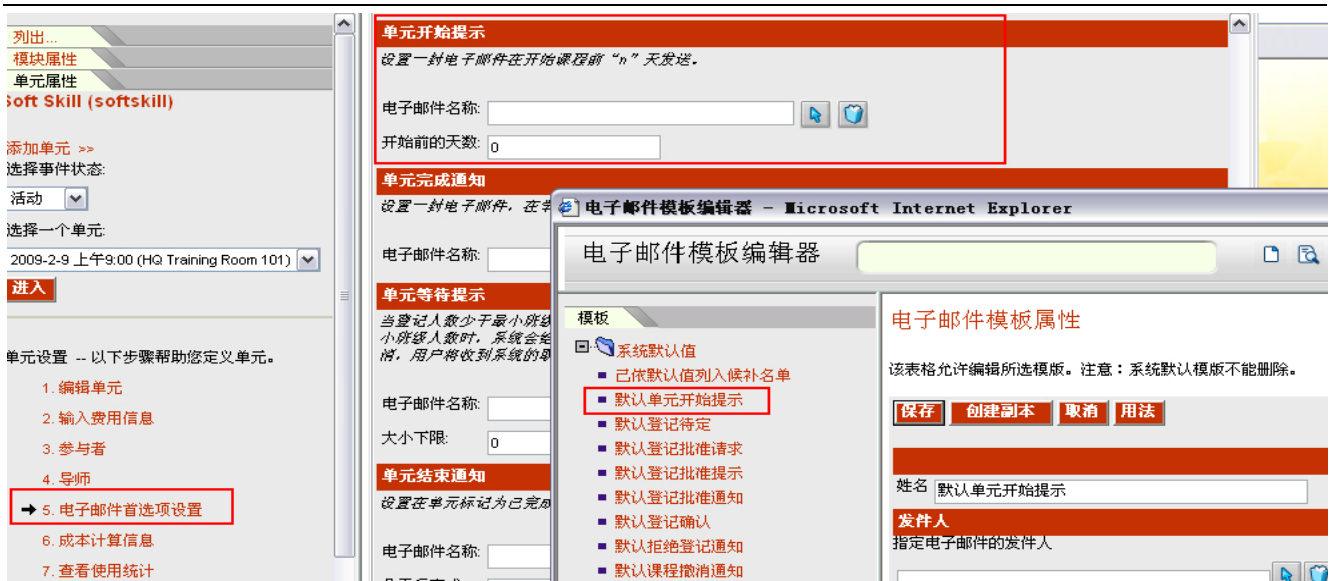 列出...
模块属性
单元属性
Soft Skill (softskill)
添加单元 >>
选择事件状态:
活动
选择一个单元:
2009-2-9 上午9:00 (HQ Training Room 101)
进入
单元设置 -- 以下步骤帮助您定义单元。
1. 编辑单元
2. 输入费用信息
3. 参与者
4. 导师
5. 电子邮件首选项设置
6. 成本计算信息
7. 查看使用统计
单元开始提示
设置一封电子邮件在开始课程前“n”天发送。
电子邮件名称:
开始前的天数: 0
单元完成通知
设置一封电子邮件，在学
电子邮件名称:
单元等待提示
当登记人数少于最小班级
小班级人数时，系统会给
情，用户将收到系统的取
电子邮件名称:
大小下限: 0
单元结束通知
设置在单元标记为已完成
电子邮件名称:
电子邮件模板编辑器 - Microsoft Internet Explorer
电子邮件模板编辑器
模板
系统默认值
己依默认值列入候补名单
默认单元开始提示
默认登记待定
默认登记批准请求
默认登记批准提示
默认登记批准通知
默认登记确认
默认拒绝登记通知
默认课程撤消通知
电子邮件模板属性
该表格允许编辑所选模版。注意：系统默认模版不能删除。
保存 创建副本 取消 用法
姓名 默认单元开始提示
发件人
指定电子邮件的发件人